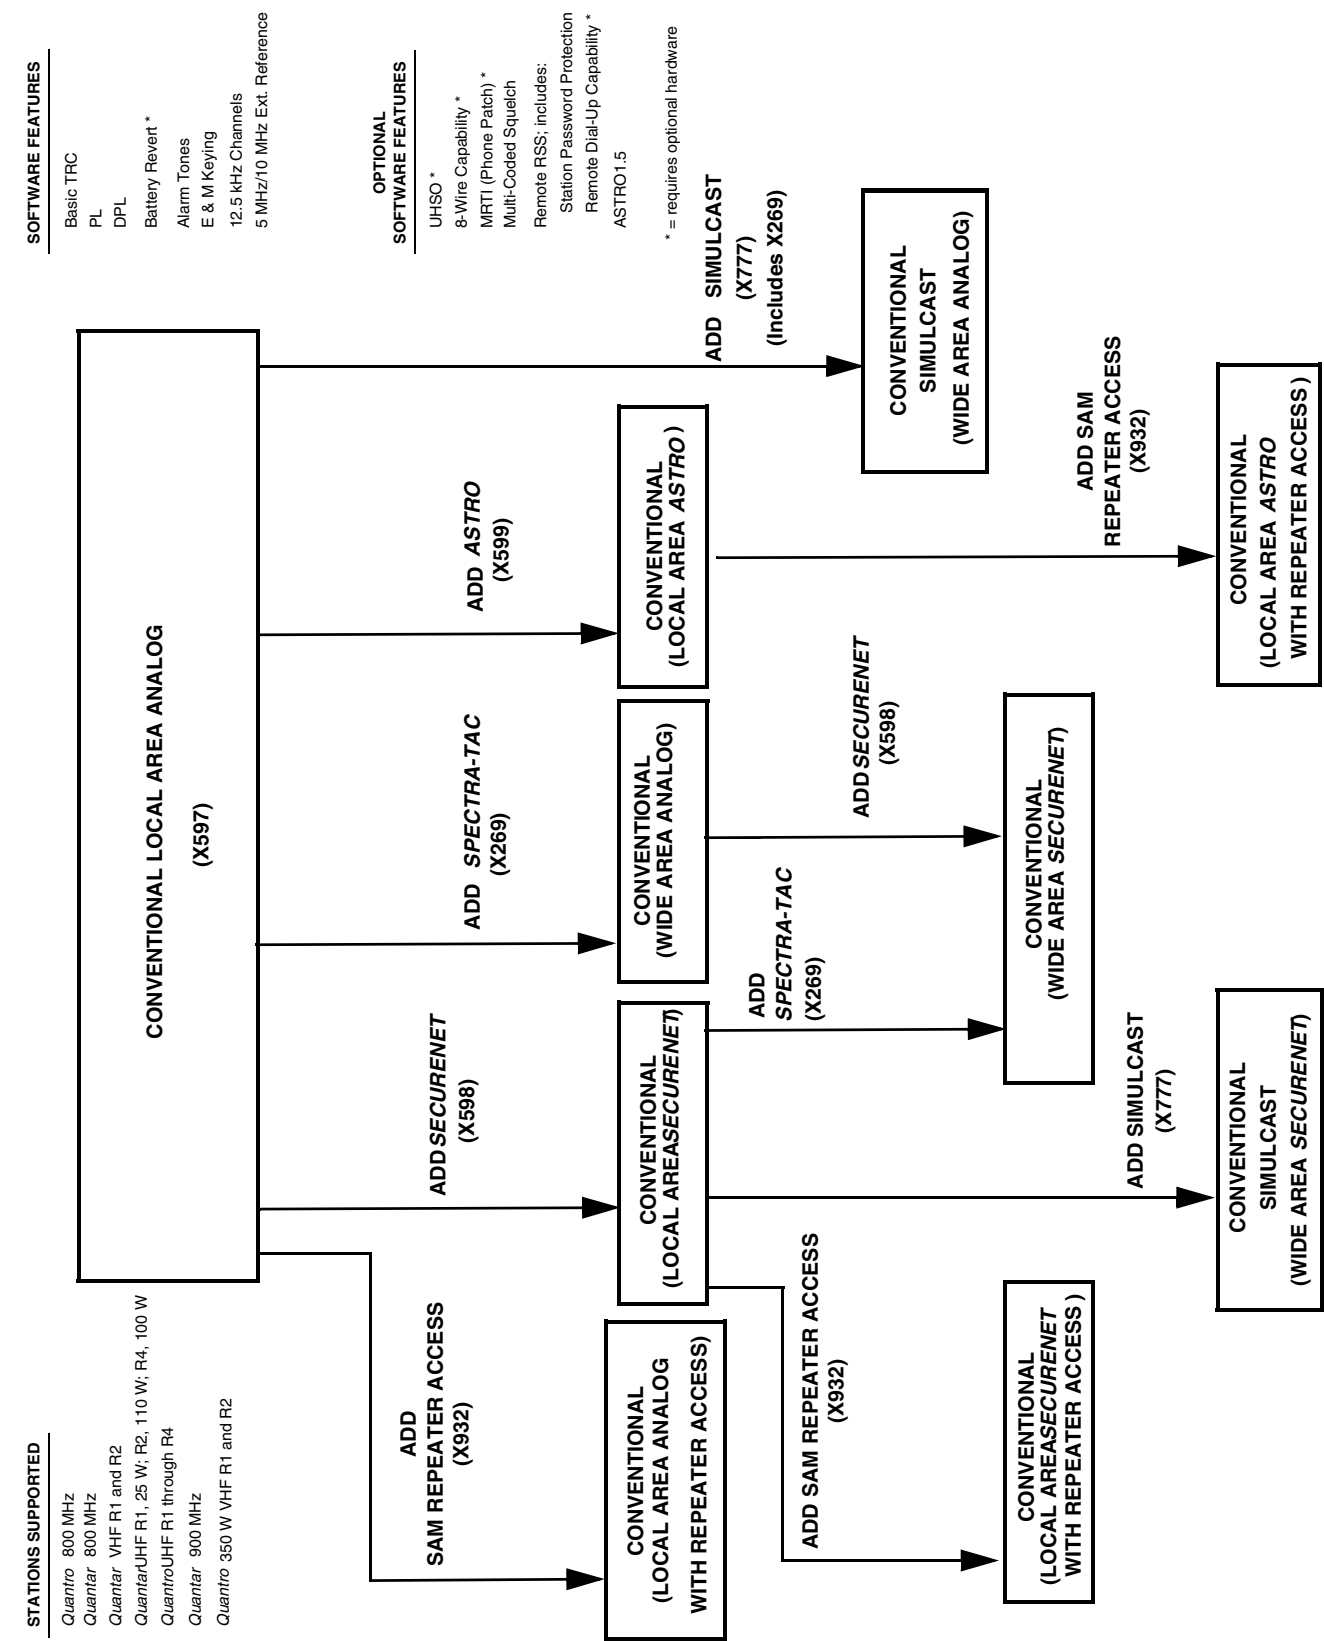 STATIONS SUPPORTED
Quantro 800 MHz
Quantar 800 MHz
Quantar VHF R1 and R2
QuantarUHF R1, 25 W; R2, 110 W; R4, 100 W
QuantroUHF R1 through R4
Quantar 900 MHz
Quantro 350 W VHF R1 and R2
CONVENTIONAL LOCAL AREA ANALOG
(X597)
SOFTWARE FEATURES
Basic TRC
PL
DPL
Battery Revert *
Alarm Tones
E & M Keying
12.5 kHz Channels
5 MHz/10 MHz Ext. Reference
OPTIONAL
SOFTWARE FEATURES
UHSO *
8-Wire Capability *
MRTI (Phone Patch) *
Multi-Coded Squelch
Remote RSS; includes:
Station Password Protection
Remote Dial-Up Capability *
ASTRO1.5
* = requires optional hardware
ADD
SAM REPEATER ACCESS
(X932)
ADDSECURENET
(X598)
ADD SPECTRA-TAC
(X269)
ADD ASTRO
(X599)
ADD SIMULCAST
(X777)
(Includes X269)
CONVENTIONAL
(LOCAL AREA ANALOG
WITH REPEATER ACCESS)
CONVENTIONAL
(LOCAL AREASECURENET)
CONVENTIONAL
(WIDE AREA ANALOG)
CONVENTIONAL
(LOCAL AREA ASTRO)
CONVENTIONAL
SIMULCAST
(WIDE AREA ANALOG)
ADD SAM REPEATER ACCESS
(X932)
ADD
SPECTRA-TAC
(X269)
ADDSECURENET
(X598)
CONVENTIONAL
(LOCAL AREASECURENET
WITH REPEATER ACCESS )
CONVENTIONAL
(WIDE AREA SECURENET)
ADD SIMULCAST
(X777)
ADD SAM
REPEATER ACCESS
(X932)
CONVENTIONAL
SIMULCAST
(WIDE AREA SECURENET)
CONVENTIONAL
(LOCAL AREA ASTRO
WITH REPEATER ACCESS)